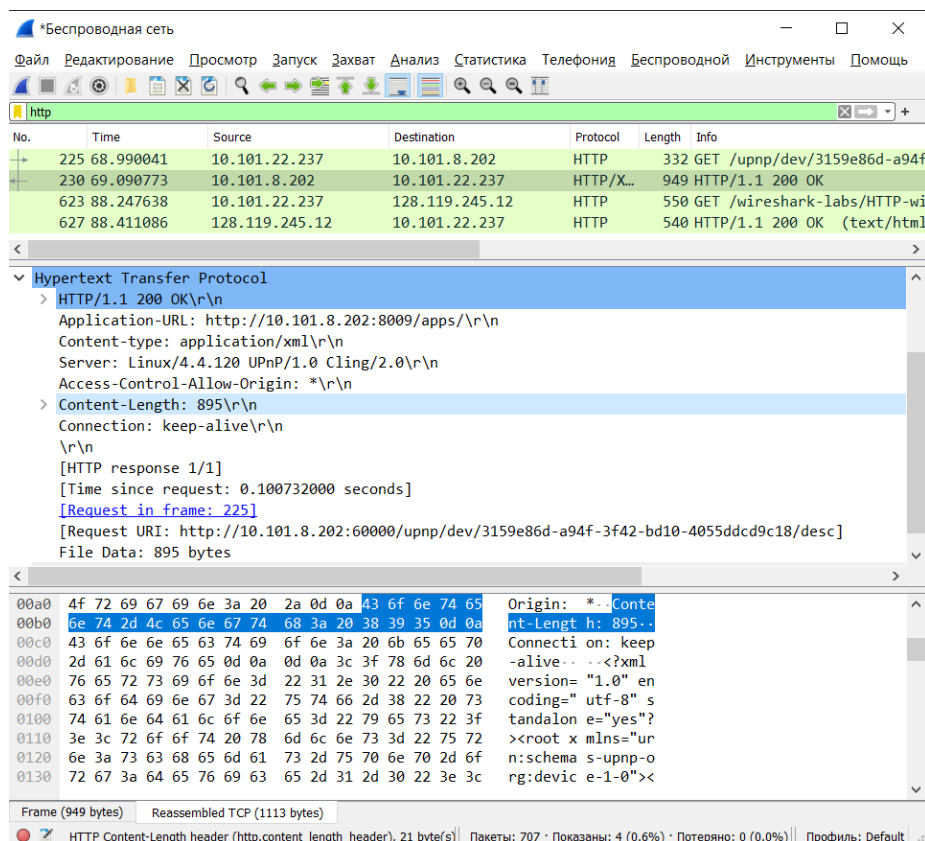 *Беспроводная сеть
Файл Редактирование Просмотр Запуск Захват Анализ Статистика Телефония Беспроводной Инструменты Помощь
http
No. Time Source Destination Protocol Length Info
225 68.990041 10.101.22.237 10.101.8.202 HTTP 332 GET /upnp/dev/3159e86d-a94f
230 69.090773 10.101.8.202 10.101.22.237 HTTP/X… 949 HTTP/1.1 200 OK
623 88.247638 10.101.22.237 128.119.245.12 HTTP 550 GET /wireshark-labs/HTTP-wi
627 88.411086 128.119.245.12 10.101.22.237 HTTP 540 HTTP/1.1 200 OK (text/html
Hypertext Transfer Protocol
HTTP/1.1 200 OK\r\n
Application-URL: http://10.101.8.202:8009/apps/\r\n
Content-type: application/xml\r\n
Server: Linux/4.4.120 UPnP/1.0 Cling/2.0\r\n
Access-Control-Allow-Origin: *\r\n
Content-Length: 895\r\n
Connection: keep-alive\r\n
\r\n
[HTTP response 1/1]
[Time since request: 0.100732000 seconds]
[Request in frame: 225]
[Request URI: http://10.101.8.202:60000/upnp/dev/3159e86d-a94f-3f42-bd10-4055ddcd9c18/desc]
File Data: 895 bytes
00a0 4f 72 69 67 69 6e 3a 20 2a 0d 0a 43 6f 6e 74 65 Origin: *··Conte
00b0 6e 74 2d 4c 65 6e 67 74 68 3a 20 38 39 35 0d 0a nt-Lengt h: 895··
00c0 43 6f 6e 6e 65 63 74 69 6f 6e 3a 20 6b 65 65 70 Connecti on: keep
00d0 2d 61 6c 69 76 65 0d 0a 0d 0a 3c 3f 78 6d 6c 20 -alive·· ··<?xml
00e0 76 65 72 73 69 6f 6e 3d 22 31 2e 30 22 20 65 6e version= "1.0" en
00f0 63 6f 64 69 6e 67 3d 22 75 74 66 2d 38 22 20 73 coding=" utf-8" s
0100 74 61 6e 64 61 6c 6f 6e 65 3d 22 79 65 73 22 3f tandalon e="yes"?
0110 3e 3c 72 6f 6f 74 20 78 6d 6c 6e 73 3d 22 75 72 ><root x mlns="ur
0120 6e 3a 73 63 68 65 6d 61 73 2d 75 70 6e 70 2d 6f n:schema s-upnp-o
0130 72 67 3a 64 65 76 69 63 65 2d 31 2d 30 22 3e 3c rg:devic e-1-0"><
Frame (949 bytes) Reassembled TCP (1113 bytes)
HTTP Content-Length header (http.content_length_header), 21 byte(s) Пакеты: 707 · Показаны: 4 (0.6%) · Потеряно: 0 (0.0%) Профиль: Default